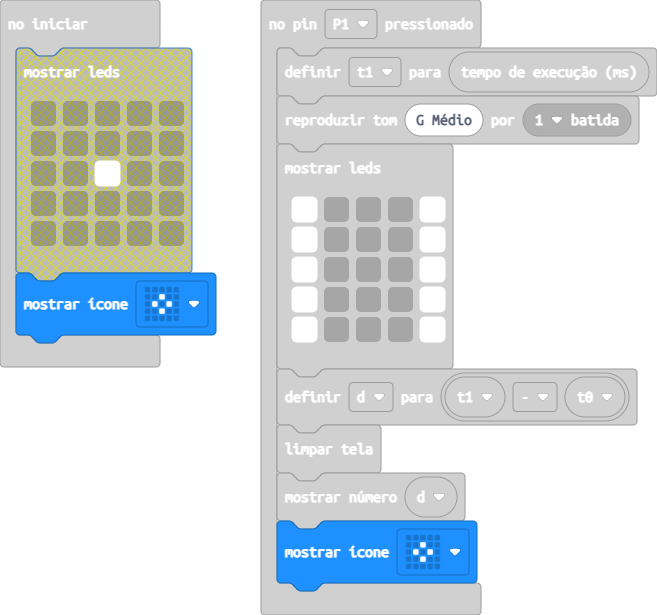 no iniciar
mostrar leds
mostrar ícone
no pin P1 pressionado
definir t1 para tempo de execução (ms)
reproduzir tom G Médio por 1 batida
mostrar leds
definir d para t1 - t0
limpar tela
mostrar número d
mostrar ícone